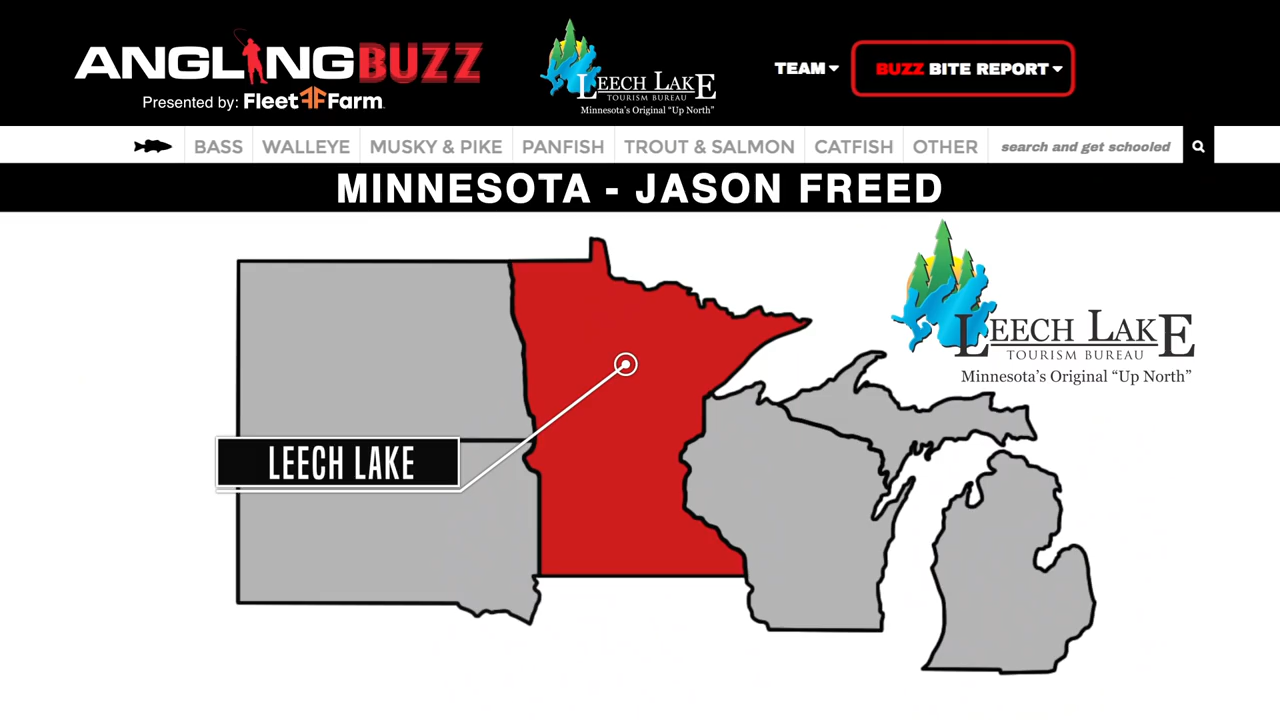 ANGLINGBUZZ
Presented by: Fleet Farm
LEECH LAKE
TOURISM BUREAU
Minnesota's Original "Up North"
TEAM
BUZZ BITE REPORT
BASS
WALLEYE
MUSKY & PIKE
PANFISH
TROUT & SALMON
CATFISH
OTHER
search and get schooled
MINNESOTA - JASON FREED
LEECH LAKE
TOURISM BUREAU
Minnesota's Original "Up North"
LEECH LAKE